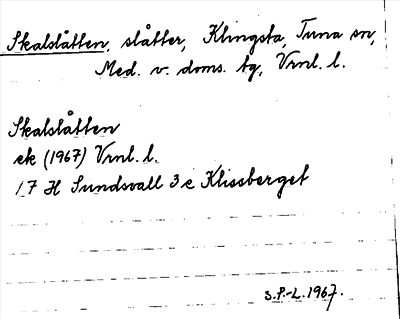 Skalslåtten, slåtter, Klingsta, Tuna sn,
Med. v. doms. tg, Vrnl. l.
Skalslåtten
ek (1967) Vrnl. l.
17 H Sundsvall 3 c Klissberget
S.P.-L. 1967.